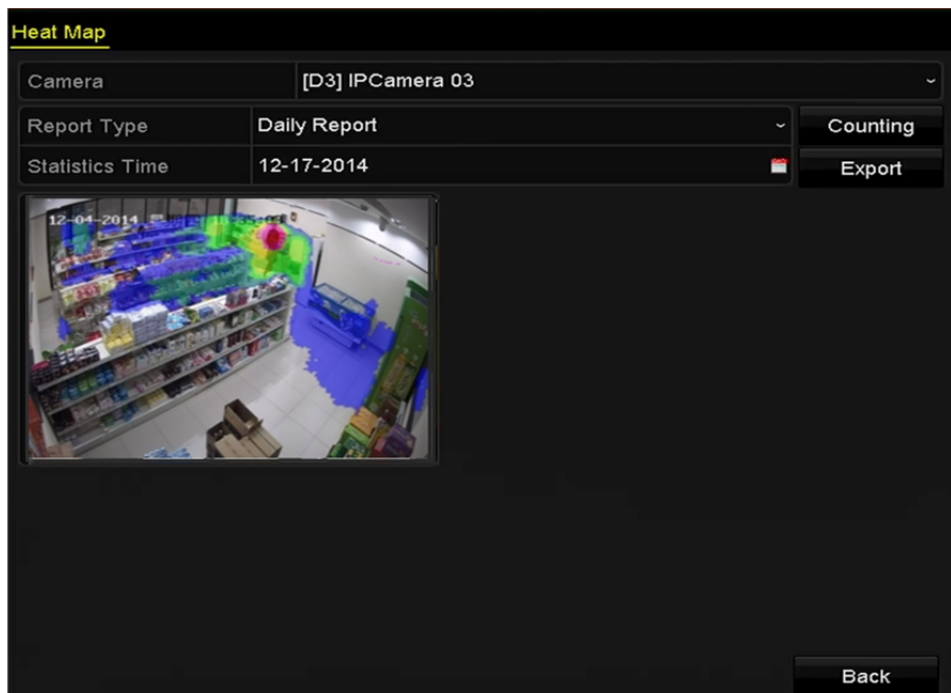 Heat Map
Camera [D3] IPCamera 03
Report Type Daily Report Counting
Statistics Time 12-17-2014 Export
12-04-2014
Back